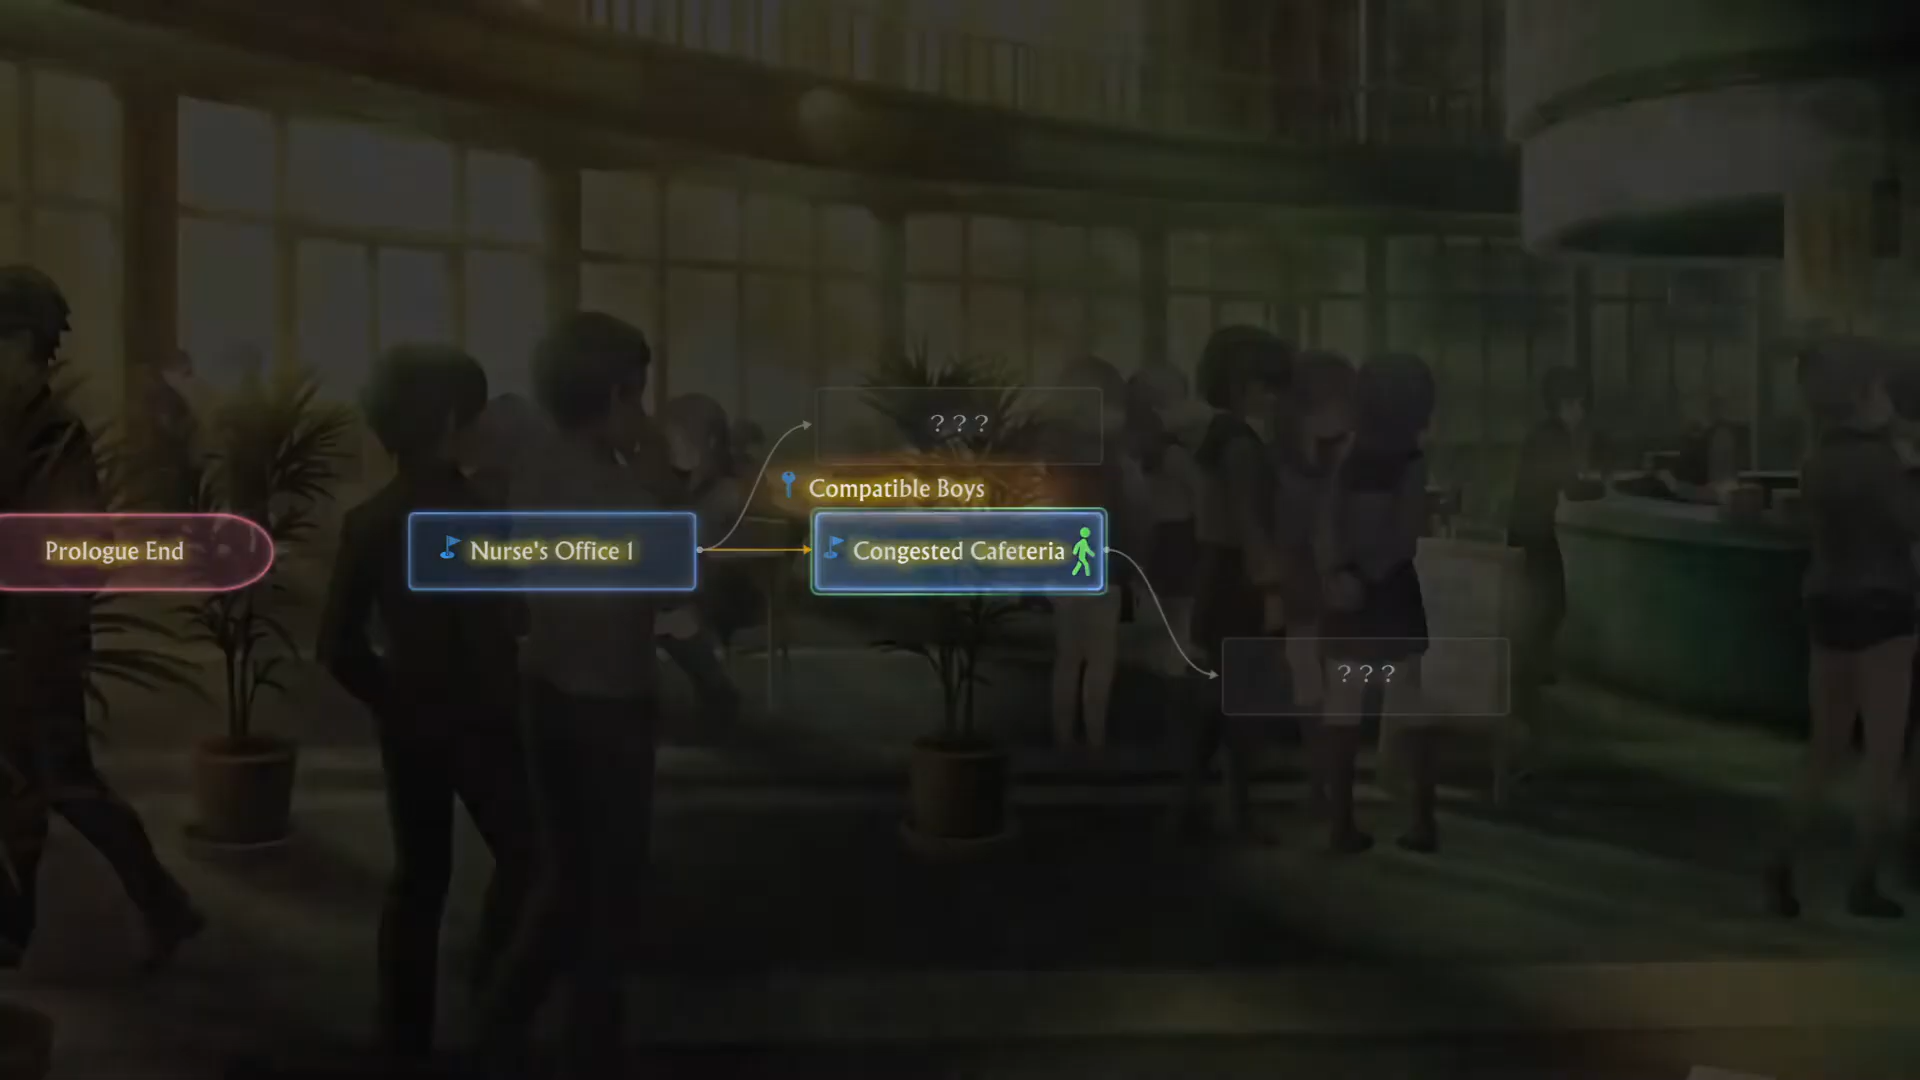 ???
Compatible Boys
Prologue End
Nurse's Office 1
Congested Cafeteria
???